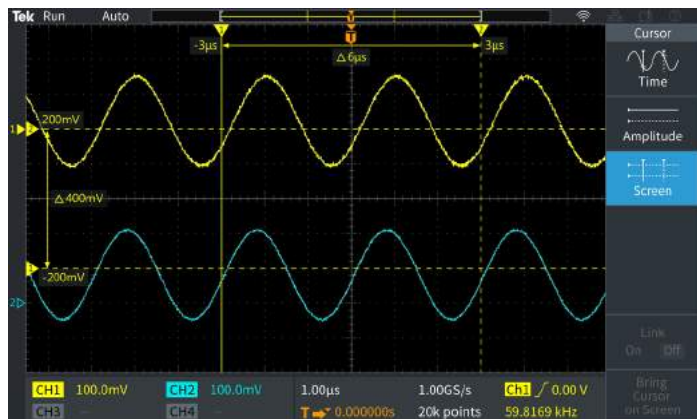 Tek Run Auto
Cursor
-3μs
3μs
Δ6μs
Time
200mV
Amplitude
Δ400mV
Screen
-200mV
Link
On Off
CH1 100.0mV CH2 100.0mV 1.00μs 1.00GS/s Ch1 0.00 V
CH3 CH4 T 0.000000s 20k points 59.8169 kHz
Bring
Cursor
on Screen